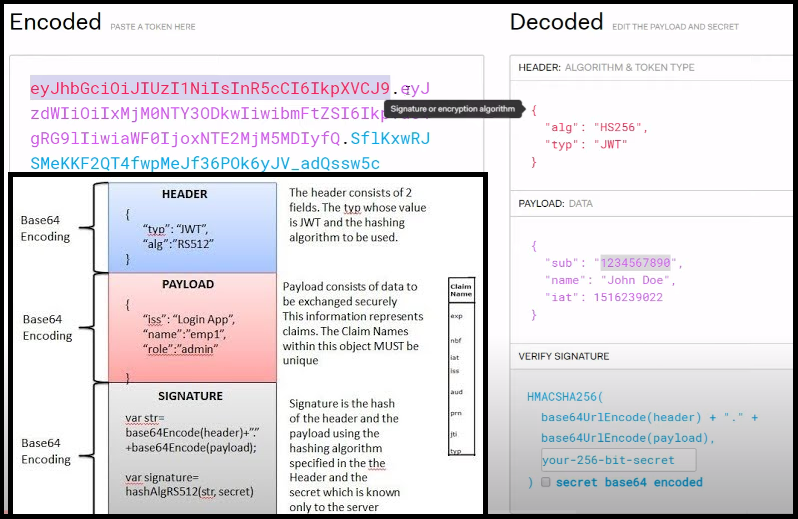 Encoded PASTE A TOKEN HERE
eyJhbGciOiJIUzI1NiIsInR5cCI6IkpXVCJ9.eyJ
zdWIiOiIxMjM0NTY3ODkwIiwibmFtZSI6Ikp
gRG9lIiwiaWF0IjoxNTE2MjM5MDIyfQ.SflKxwRJ
SMeKKF2QT4fwpMeJf36POk6yJV_adQssw5c
Signature or encryption algorithm
Decoded EDIT THE PAYLOAD AND SECRET
HEADER: ALGORITHM & TOKEN TYPE
{
"alg": "HS256",
"typ": "JWT"
}
PAYLOAD: DATA
{
"sub": "1234567890",
"name": "John Doe",
"iat": 1516239022
}
VERIFY SIGNATURE
HMACSHA256(
base64UrlEncode(header) + "." +
base64UrlEncode(payload),
your-256-bit-secret
) secret base64 encoded
Base64
Encoding
HEADER
{
“typ”: “JWT”,
“alg”:”RS512”
}
The header consists of 2
fields. The typ whose value
is JWT and the hashing
algorithm to be used.
Base64
Encoding
PAYLOAD
{
“iss”: “Login App”,
“name”:”emp1”,
“role”:”admin”
}
Payload consists of data to
be exchanged securely
This information represents
claims. The Claim Names
within this object MUST be
unique
Base64
Encoding
SIGNATURE
var str=
base64Encode(header)+”.”
+base64Encode(payload);
var signature=
hashAlgRS512(str, secret)
Signature is the hash
of the header and the
payload using the
hashing algorithm
specified in the the
Header and the
secret which is known
only to the server
Claim
Name
exp
nbf
iat
iss
aud
prn
jti
typ